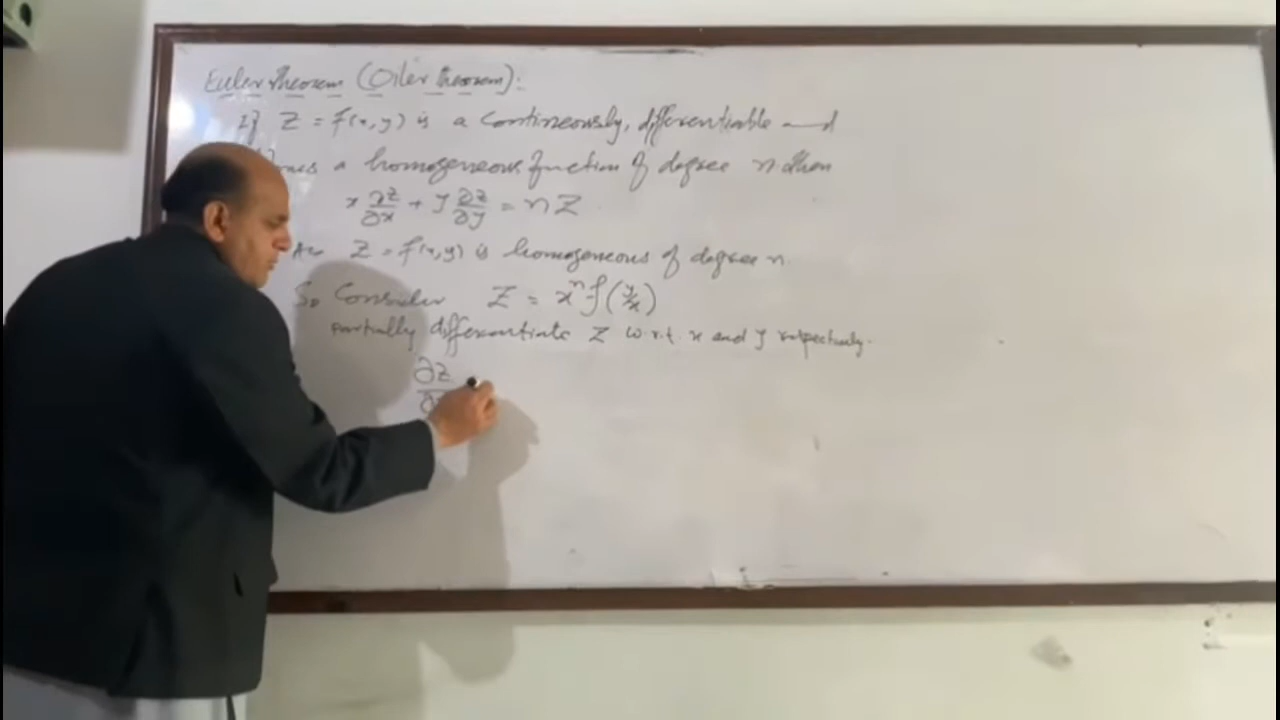 Euler theorem (Oiler theorem):
If Z = f(x,y) is a contineously, differentiable and
a homogeneous function of degree n then
x ∂z/∂x + y ∂z/∂y = nZ
As Z = f(x,y) is homogeneous of degree n
So Consider Z = xⁿ f(y/x)
partially differentiate Z w.r.t. x and y respectively.
∂z